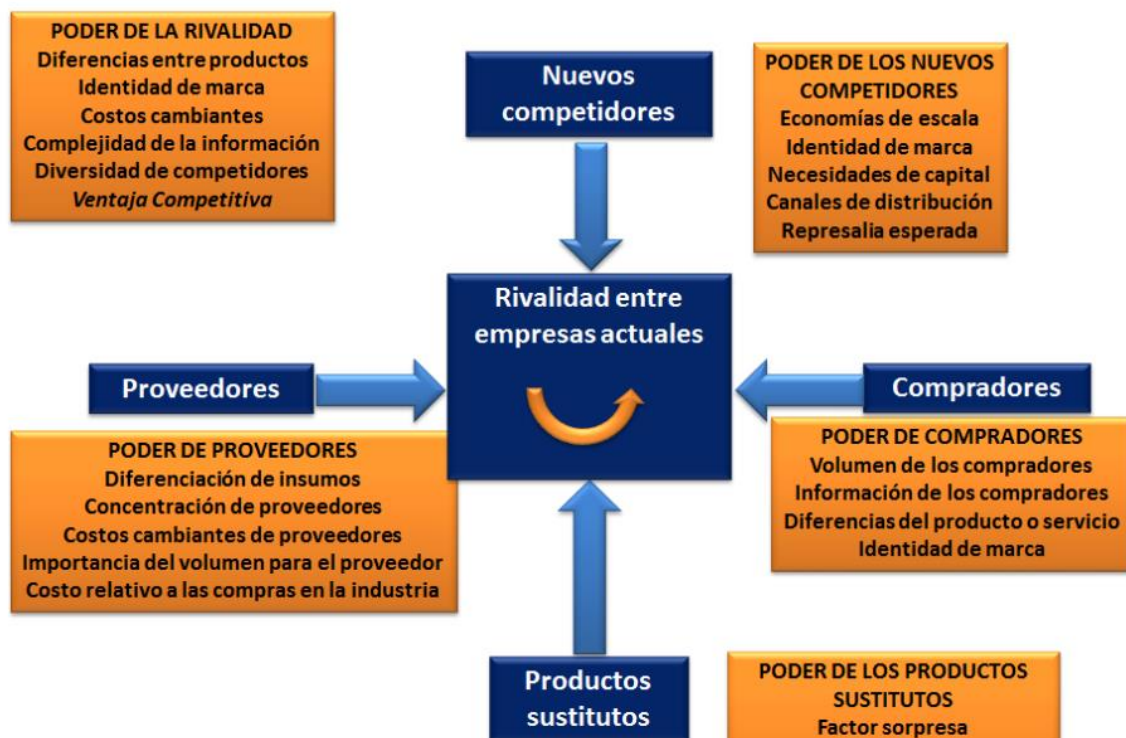 PODER DE LA RIVALIDAD
Diferencias entre productos
Identidad de marca
Costos cambiantes
Complejidad de la información
Diversidad de competidores
Ventaja Competitiva
Nuevos
competidores
PODER DE LOS NUEVOS
COMPETIDORES
Economías de escala
Identidad de marca
Necesidades de capital
Canales de distribución
Represalia esperada
Rivalidad entre
empresas actuales
Proveedores
PODER DE PROVEEDORES
Diferenciación de insumos
Concentración de proveedores
Costos cambiantes de proveedores
Importancia del volumen para el proveedor
Costo relativo a las compras en la industria
Compradores
PODER DE COMPRADORES
Volumen de los compradores
Información de los compradores
Diferencias del producto o servicio
Identidad de marca
Productos
sustitutos
PODER DE LOS PRODUCTOS
SUSTITUTOS
Factor sorpresa